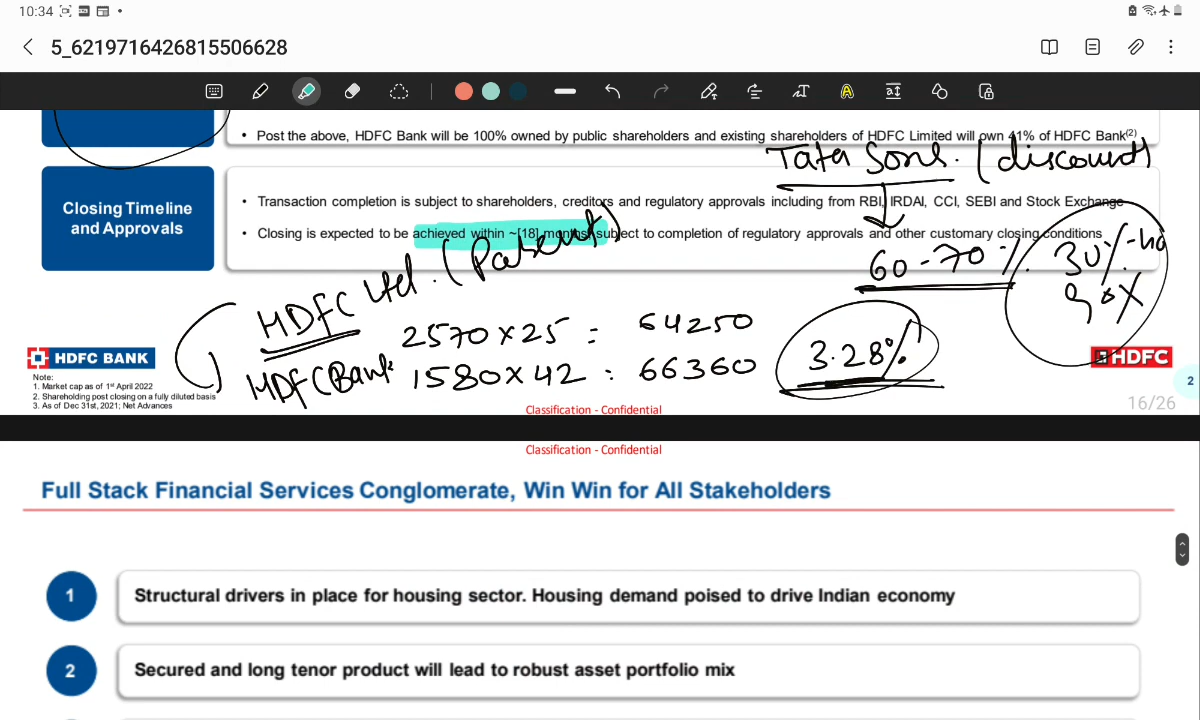 10:34
5_6219716426815506628
• Post the above, HDFC Bank will be 100% owned by public shareholders and existing shareholders of HDFC Limited will own 41% of HDFC Bank(2)
Tata Sons. (discount)
Closing Timeline
and Approvals
• Transaction completion is subject to shareholders, creditors and regulatory approvals including from RBI, IRDAI, CCI, SEBI and Stock Exchange
• Closing is expected to be achieved within ~[18] months, subject to completion of regulatory approvals and other customary closing conditions
60-70%
30%-40
90%
HDFC Ltd. (Parent)
2570 x 25 = 64250
HDFC Bank 1580 x 42 = 66360
3.28%
HDFC BANK
HDFC
Note:
1. Market cap as of 1st April 2022
2. Shareholding post closing on a fully diluted basis
3. As of Dec 31st, 2021; Net Advances
2
16/26
Classification - Confidential
Classification - Confidential
Full Stack Financial Services Conglomerate, Win Win for All Stakeholders
1 Structural drivers in place for housing sector. Housing demand poised to drive Indian economy
2 Secured and long tenor product will lead to robust asset portfolio mix